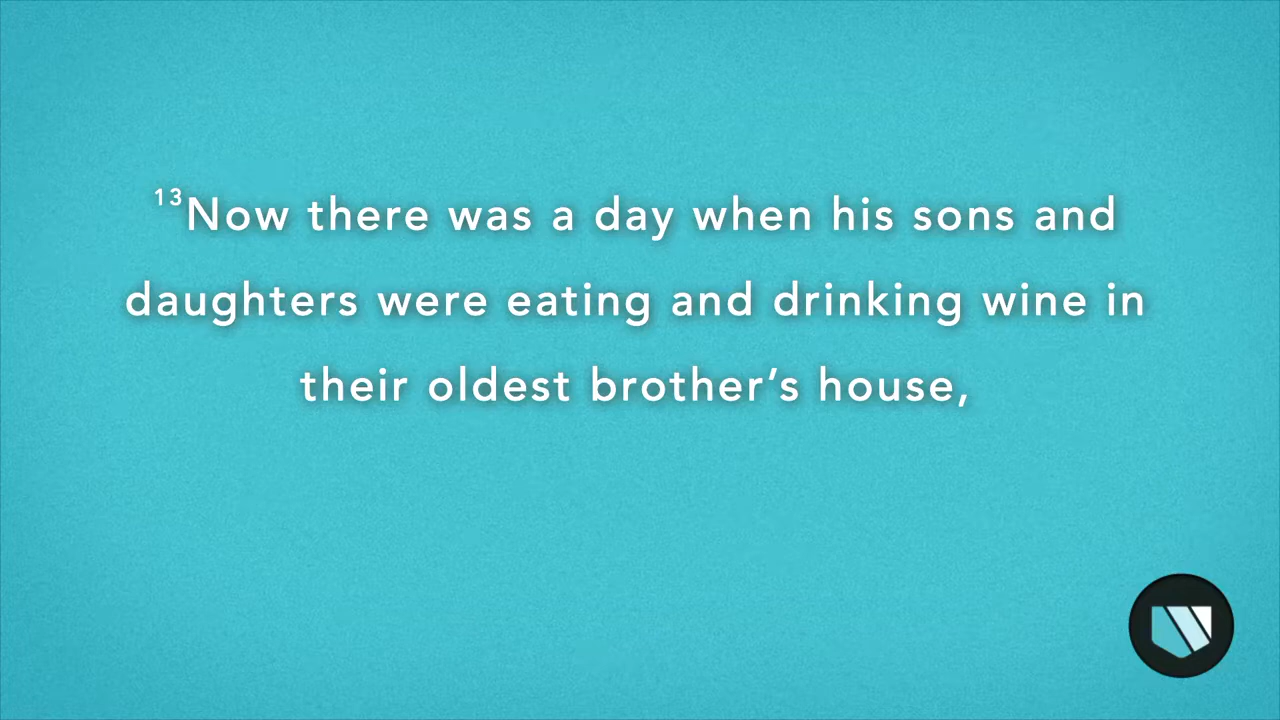 ¹³Now there was a day when his sons and
daughters were eating and drinking wine in
their oldest brother’s house,